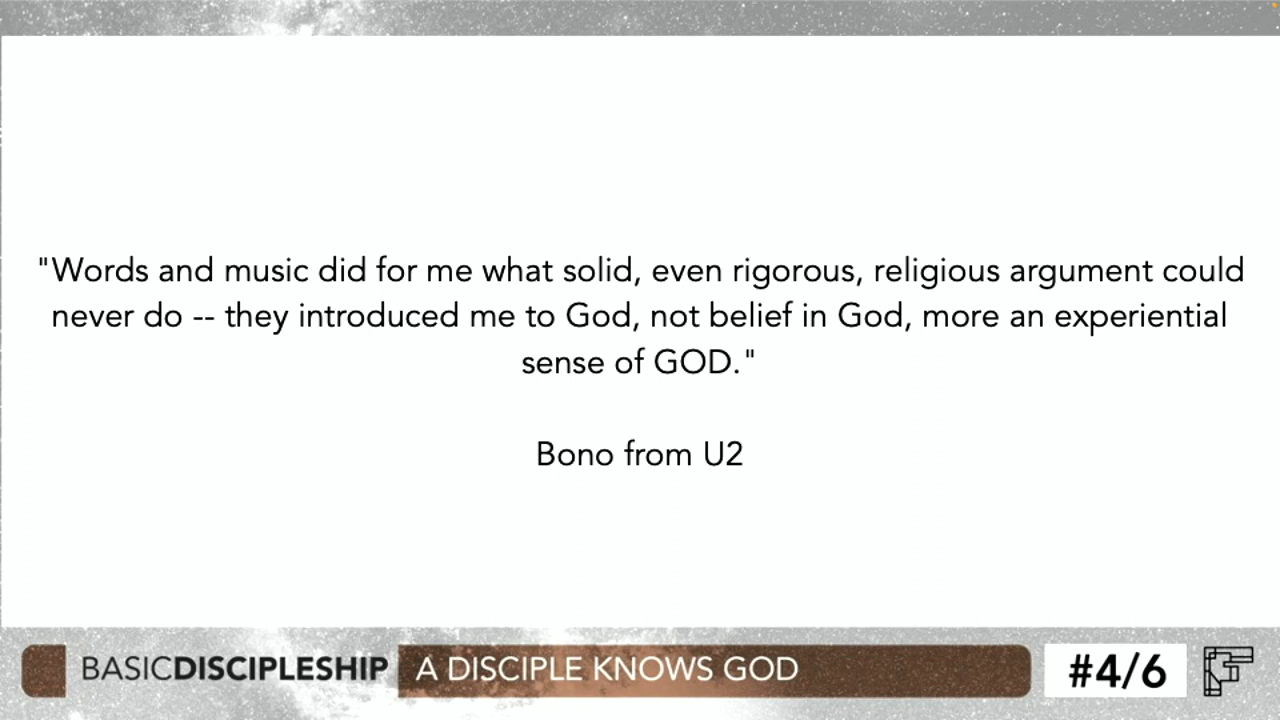 "Words and music did for me what solid, even rigorous, religious argument could
never do -- they introduced me to God, not belief in God, more an experiential
sense of GOD."
Bono from U2
BASICDISCIPLESHIP A DISCIPLE KNOWS GOD #4/6